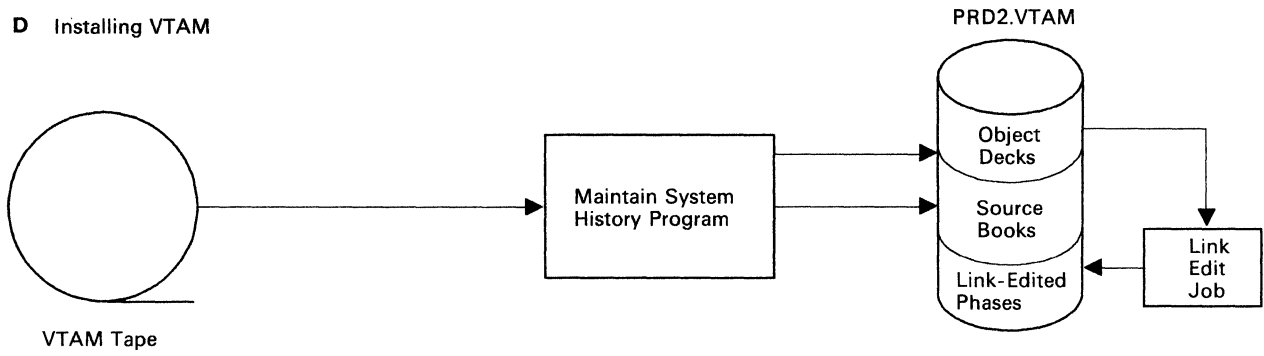 D Installing VTAM
PRD2.VTAM
Object
Decks
Maintain System
History Program
Source
Books
Link-Edited
Phases
Link
Edit
Job
VTAM Tape